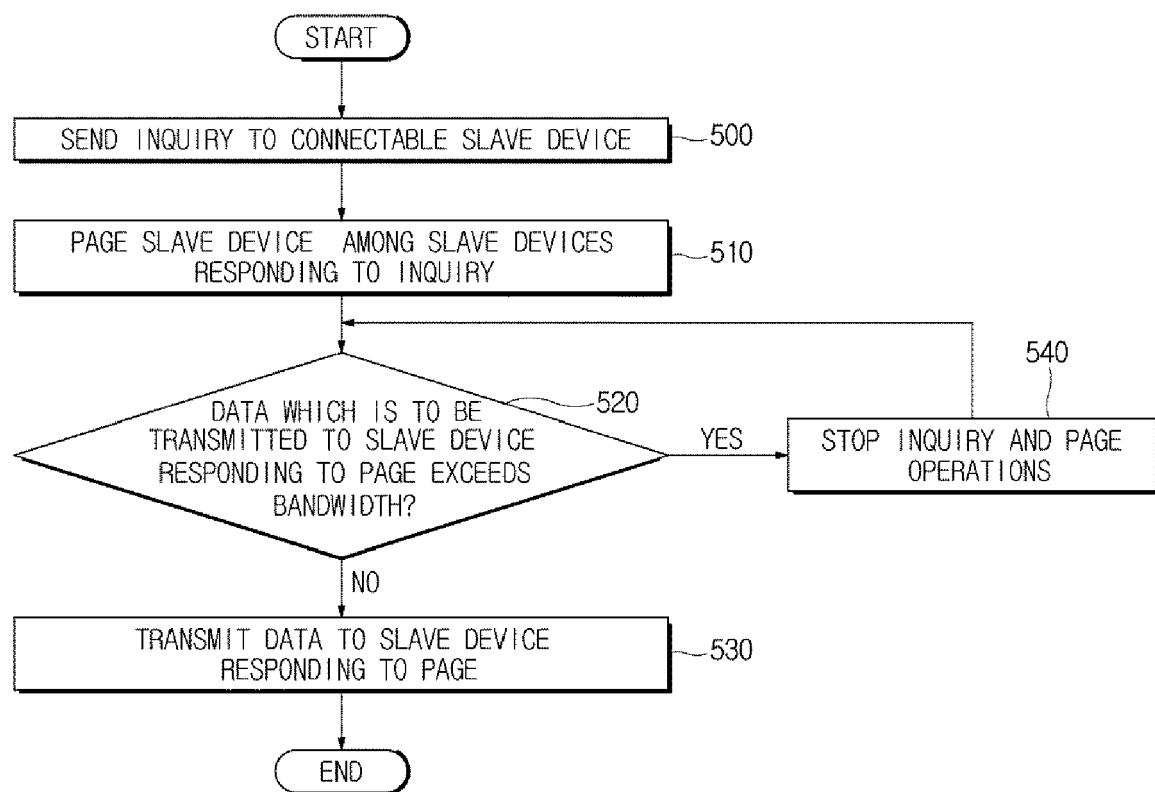 START
SEND INQUIRY TO CONNECTABLE SLAVE DEVICE
500
PAGE SLAVE DEVICE AMONG SLAVE DEVICES
RESPONDING TO INQUIRY
510
DATA WHICH IS TO BE
TRANSMITTED TO SLAVE DEVICE
RESPONDING TO PAGE EXCEEDS
BANDWIDTH?
520
YES
540
STOP INQUIRY AND PAGE
OPERATIONS
NO
TRANSMIT DATA TO SLAVE DEVICE
RESPONDING TO PAGE
530
END